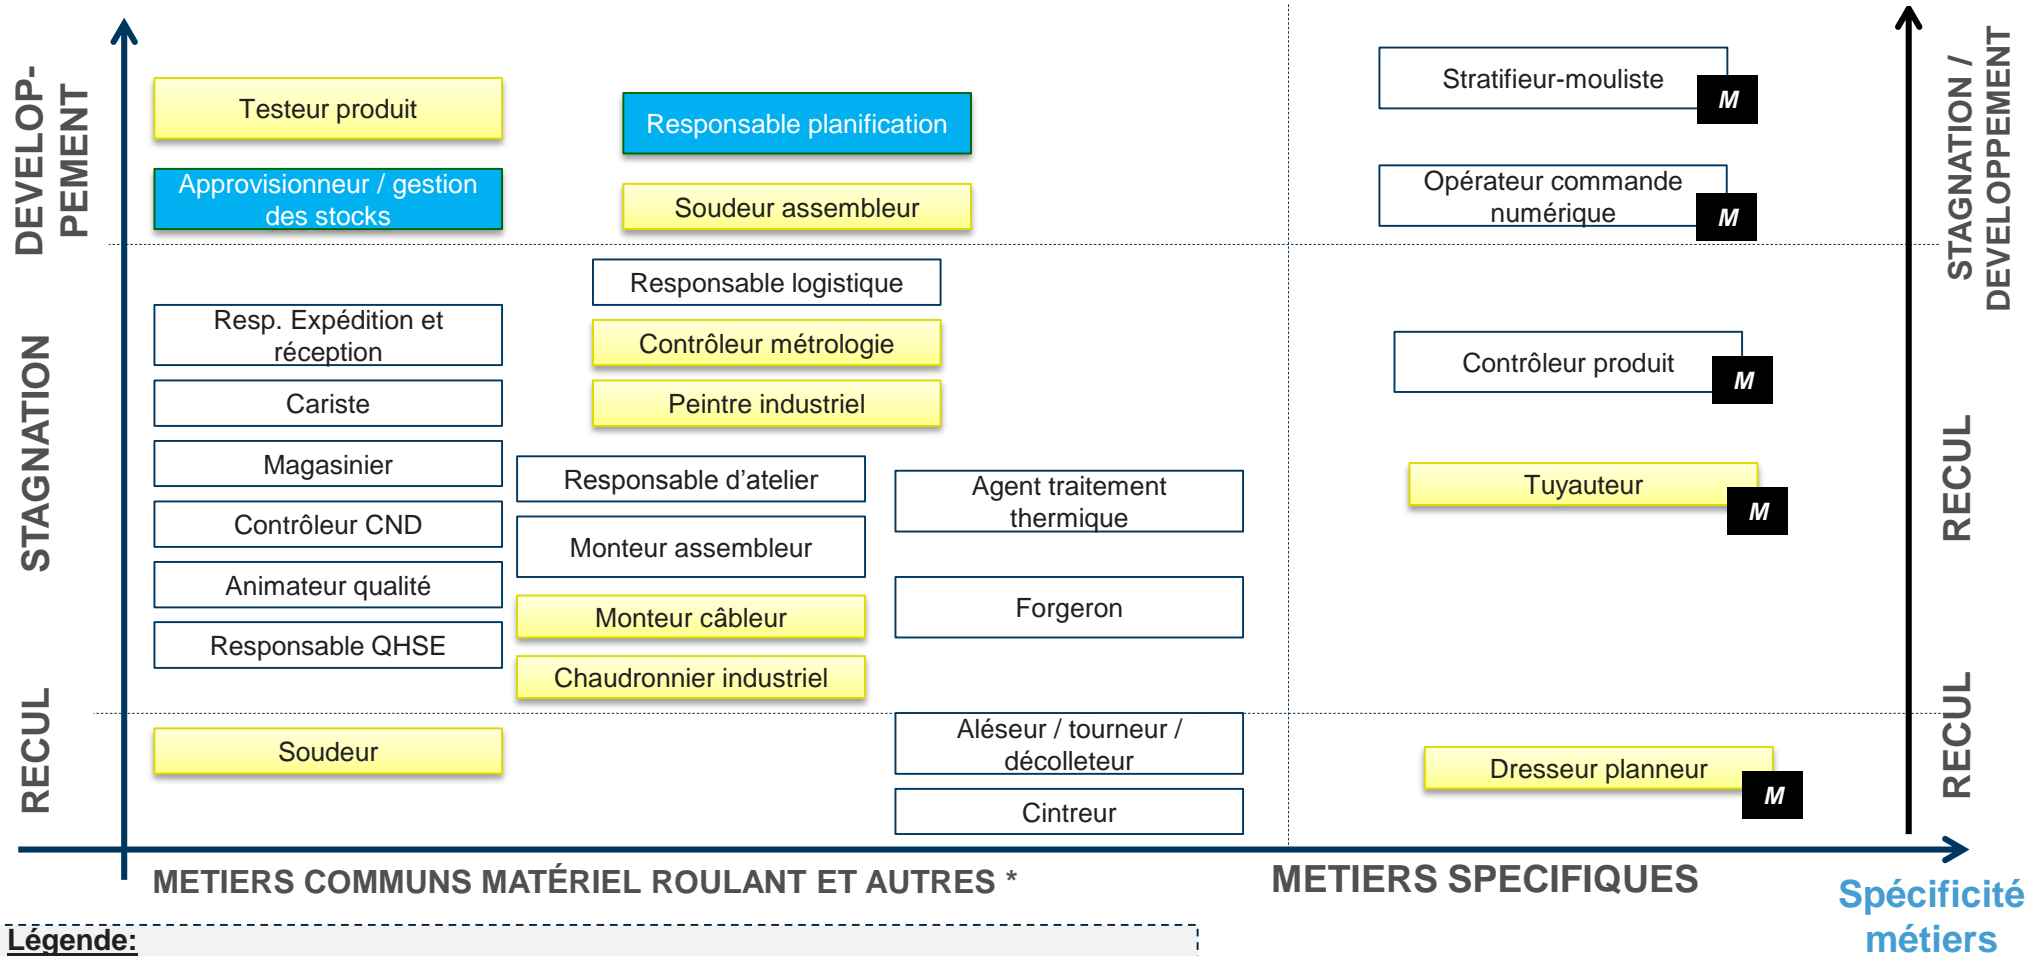 DEVELOP-
PEMENT
STAGNATION
RECUL
Testeur produit
Approvisionneur / gestion
des stocks
Responsable planification
Soudeur assembleur
Stratifieur-mouliste
M
Opérateur commande
numérique
M
Resp. Expédition et
réception
Cariste
Magasinier
Contrôleur CND
Animateur qualité
Responsable QHSE
Responsable logistique
Contrôleur métrologie
Peintre industriel
Responsable d’atelier
Monteur assembleur
Monteur câbleur
Chaudronnier industriel
Agent traitement
thermique
Forgeron
Contrôleur produit
M
Tuyauteur
M
Soudeur
Aléseur / tourneur /
décolleteur
Cintreur
Dresseur planneur
M
STAGNATION /
DEVELOPPEMENT
RECUL
RECUL
METIERS COMMUNS MATÉRIEL ROULANT ET AUTRES *
METIERS SPECIFIQUES
Spécificité
métiers
Légende: